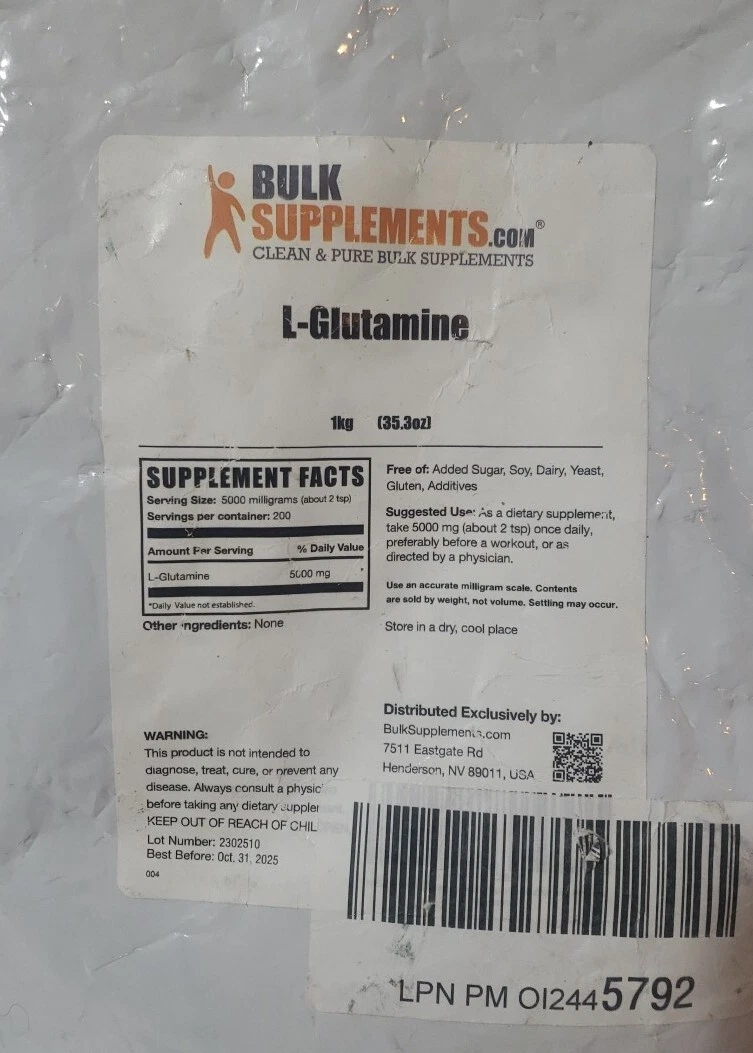 BULK
SUPPLEMENTS.COM®
CLEAN & PURE BULK SUPPLEMENTS
L-Glutamine
1kg (35.3oz)
SUPPLEMENT FACTS
Serving Size: 5000 milligrams (about 2 tsp)
Servings per container: 200
Amount Per Serving % Daily Value
L-Glutamine 5000 mg *
*Daily Value not established.
Other Ingredients: None
Free of: Added Sugar, Soy, Dairy, Yeast,
Gluten, Additives
Suggested Use: As a dietary supplement,
take 5000 mg (about 2 tsp) once daily,
preferably before a workout, or as
directed by a physician.
Use an accurate milligram scale. Contents
are sold by weight, not volume. Settling may occur.
Store in a dry, cool place
WARNING:
This product is not intended to
diagnose, treat, cure, or prevent any
disease. Always consult a physic
before taking any dietary supplem
KEEP OUT OF REACH OF CHIL
Lot Number: 2302510
Best Before: Oct. 31, 2025
004
Distributed Exclusively by:
BulkSupplements.com
7511 Eastgate Rd
Henderson, NV 89011, USA
LPN PM OI2445792